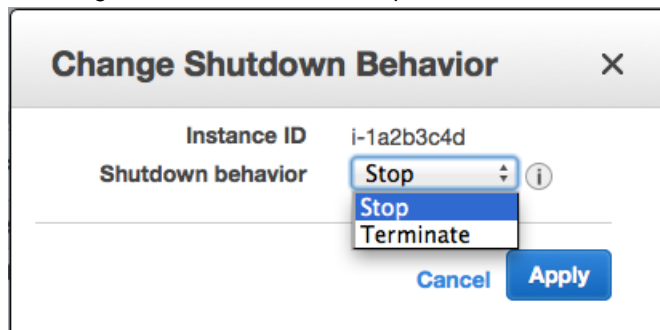 Change Shutdown Behavior
Instance ID i-1a2b3c4d
Shutdown behavior Stop
Stop
Terminate
Cancel Apply